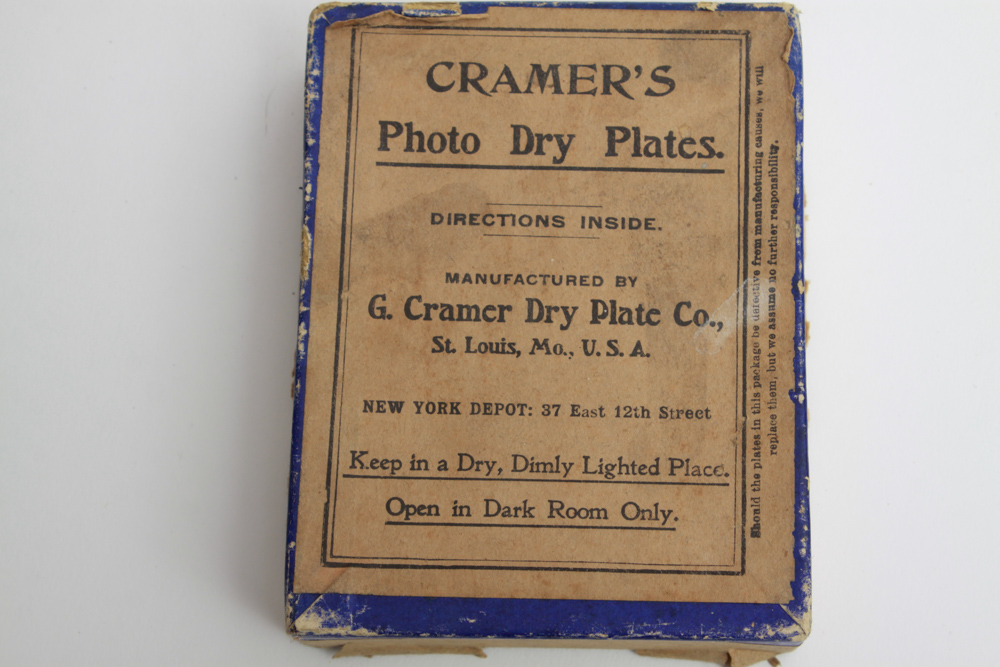 CRAMER'S
Photo Dry Plates.
DIRECTIONS INSIDE.
MANUFACTURED BY
G. Cramer Dry Plate Co.,
St. Louis, Mo., U. S. A.
NEW YORK DEPOT: 37 East 12th Street
Keep in a Dry, Dimly Lighted Place.
Open in Dark Room Only.
Should the plates in this package be defective from manufacturing causes, we will
replace them, but we assume no further responsibility.